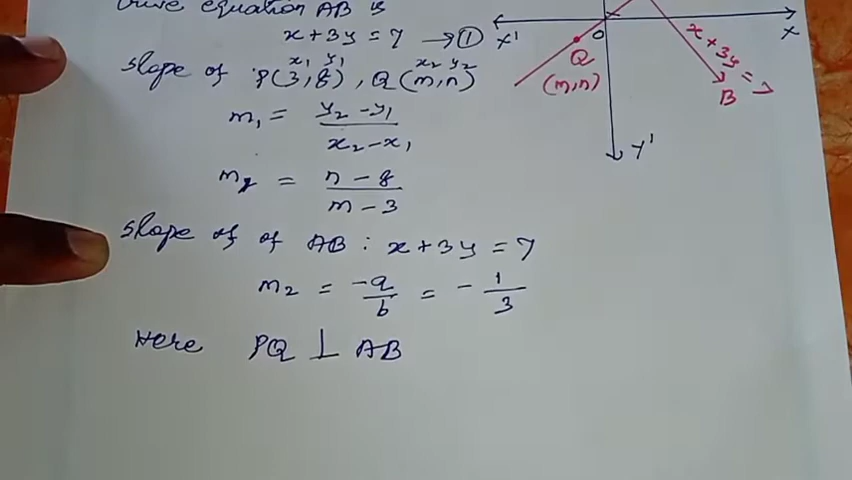 equation AB is
x + 3y = 7 → ①
x₁ y₁ x₂ y₂
slope of P(3, 8), Q(m, n)
m₁ = y₂ - y₁ / x₂ - x₁
m₁ = n - 8 / m - 3
slope of of AB : x + 3y = 7
m₂ = -a/b = - 1/3
Here PQ ⊥ AB
X'
O
X
Q
(m, n)
x + 3y = 7
B
Y'